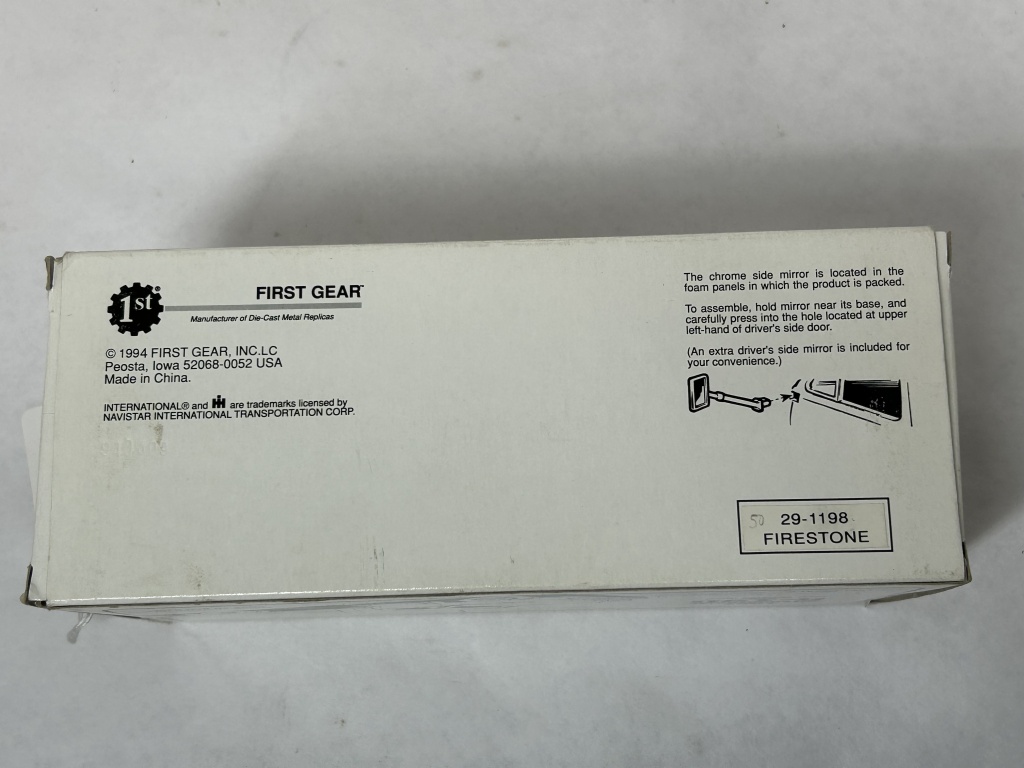 1st®
FIRST GEAR™
Manufacturer of Die-Cast Metal Replicas
© 1994 FIRST GEAR, INC.LC
Peosta, Iowa 52068-0052 USA
Made in China.
INTERNATIONAL® and IH are trademarks licensed by
NAVISTAR INTERNATIONAL TRANSPORTATION CORP.
The chrome side mirror is located in the
foam panels in which the product is packed.
To assemble, hold mirror near its base, and
carefully press into the hole located at upper
left-hand of driver's side door.
(An extra driver's side mirror is included for
your convenience.)
50 29-1198
FIRESTONE